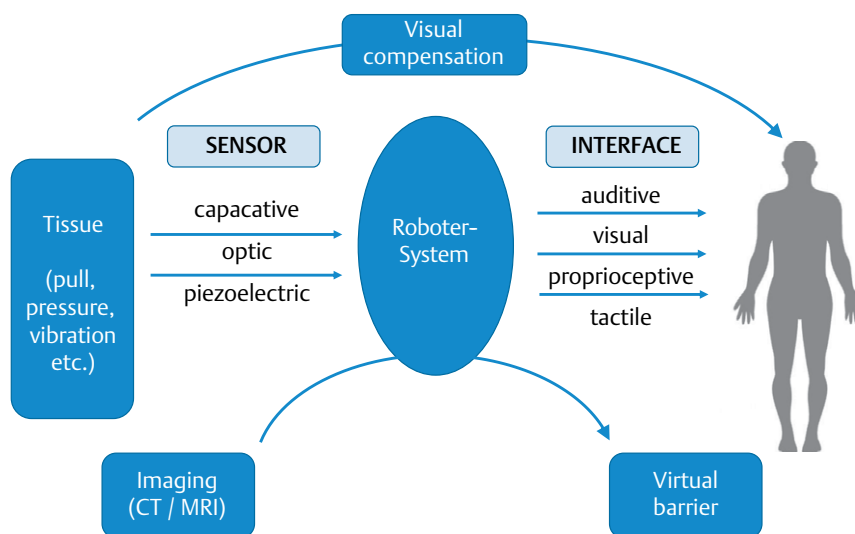 Visual
compensation
SENSOR
INTERFACE
Tissue
(pull,
pressure,
vibration
etc.)
capacative
optic
piezoelectric
Roboter-
System
auditive
visual
proprioceptive
tactile
Imaging
(CT / MRI)
Virtual
barrier